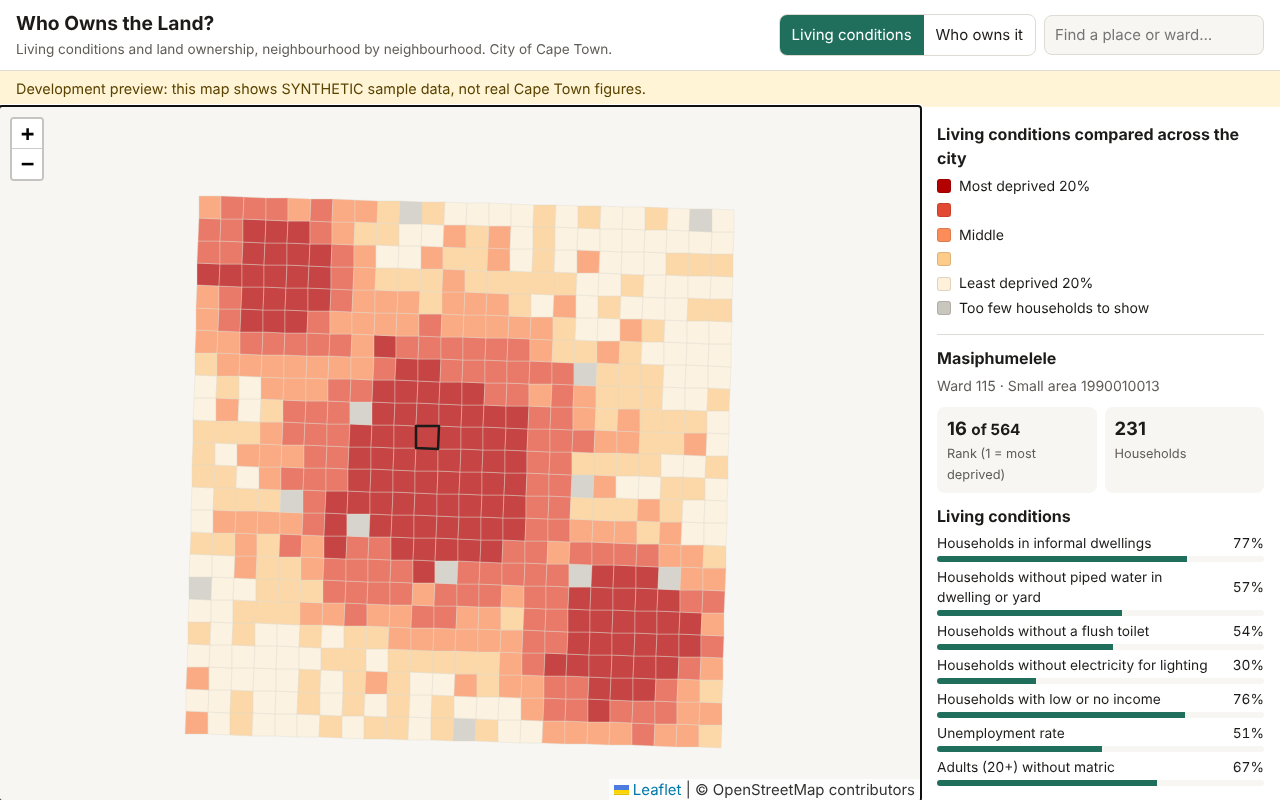 Who Owns the Land?
Living conditions and land ownership, neighbourhood by neighbourhood. City of Cape Town.
Living conditions
Who owns it
Find a place or ward...
Development preview: this map shows SYNTHETIC sample data, not real Cape Town figures.
+
−
Living conditions compared across the
city
Most deprived 20%
Middle
Least deprived 20%
Too few households to show
Masiphumelele
Ward 115 · Small area 1990010013
16 of 564
Rank (1 = most
deprived)
231
Households
Living conditions
Households in informal dwellings 77%
Households without piped water in
dwelling or yard 57%
Households without a flush toilet 54%
Households without electricity for lighting 30%
Households with low or no income 76%
Unemployment rate 51%
Adults (20+) without matric 67%
Leaflet | © OpenStreetMap contributors